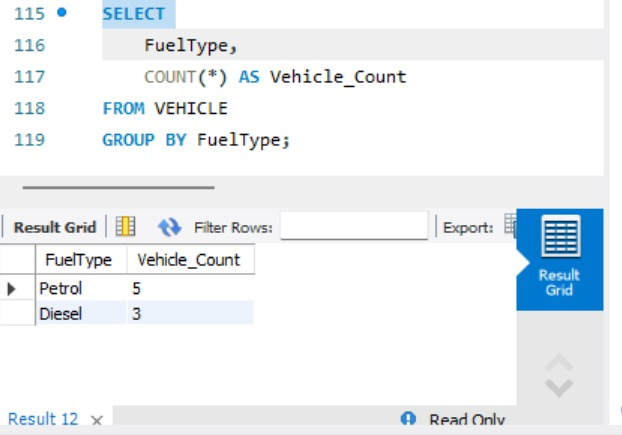 115 SELECT
116 FuelType,
117 COUNT(*) AS Vehicle_Count
118 FROM VEHICLE
119 GROUP BY FuelType;
Result Grid Filter Rows: Export:
FuelType Vehicle_Count
Petrol 5
Diesel 3
Result
Grid
Result 12 Read Only